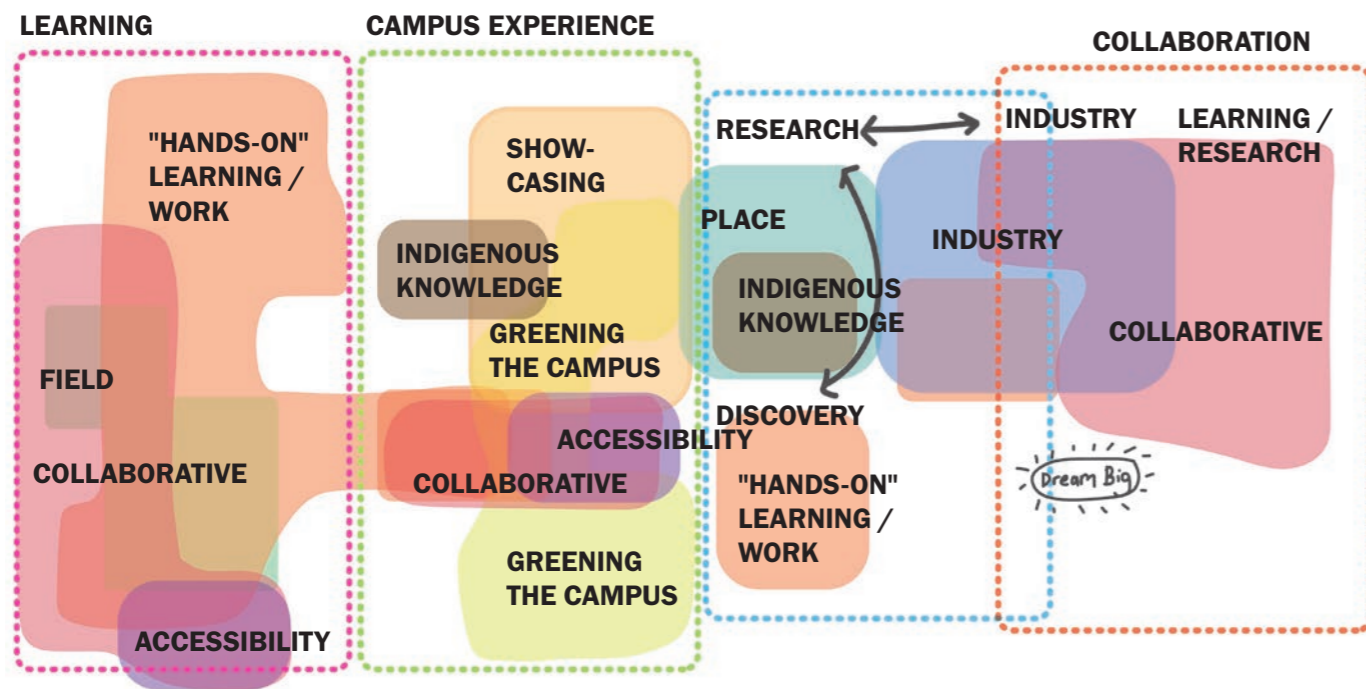 LEARNING
"HANDS-ON"
LEARNING /
WORK
FIELD
COLLABORATIVE
ACCESSIBILITY
CAMPUS EXPERIENCE
SHOW-
CASING
INDIGENOUS
KNOWLEDGE
GREENING
THE CAMPUS
ACCESSIBILITY
COLLABORATIVE
GREENING
THE CAMPUS
RESEARCH
PLACE
INDIGENOUS
KNOWLEDGE
DISCOVERY
"HANDS-ON"
LEARNING /
WORK
INDUSTRY
COLLABORATION
INDUSTRY
LEARNING /
RESEARCH
COLLABORATIVE
Dream Big